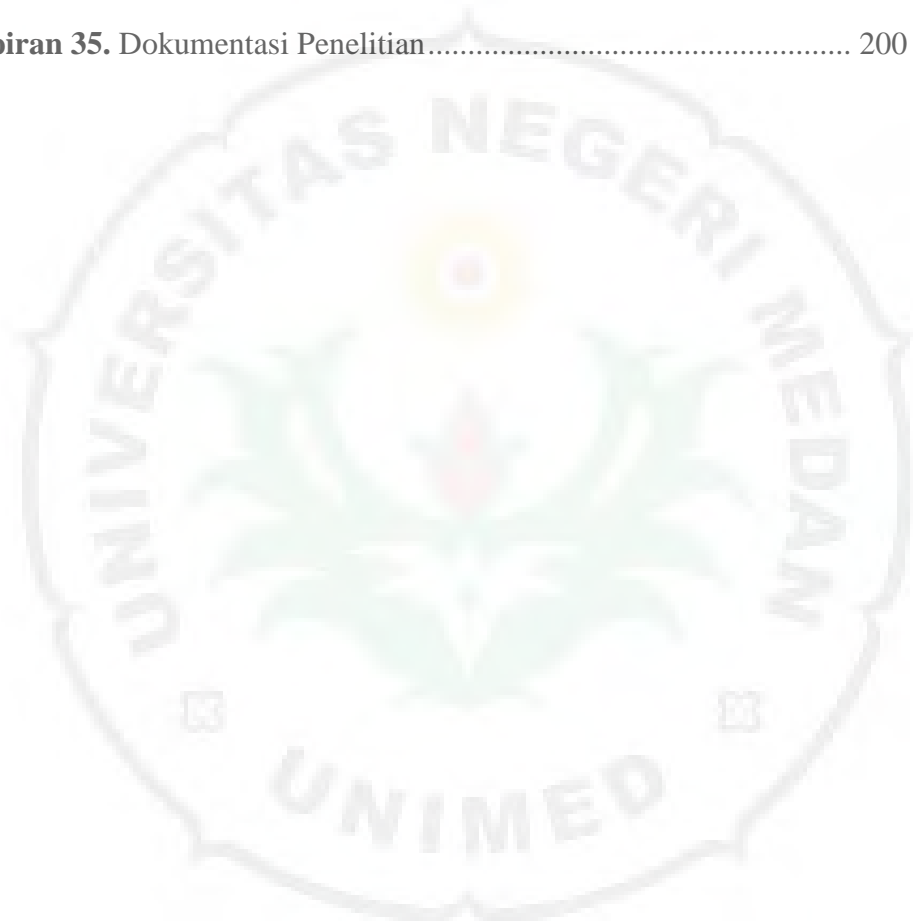 piran 35. Dokumentasi Penelitian.................................................. 200
UNIVERSITAS NEGERI MEDAN
UNIMED